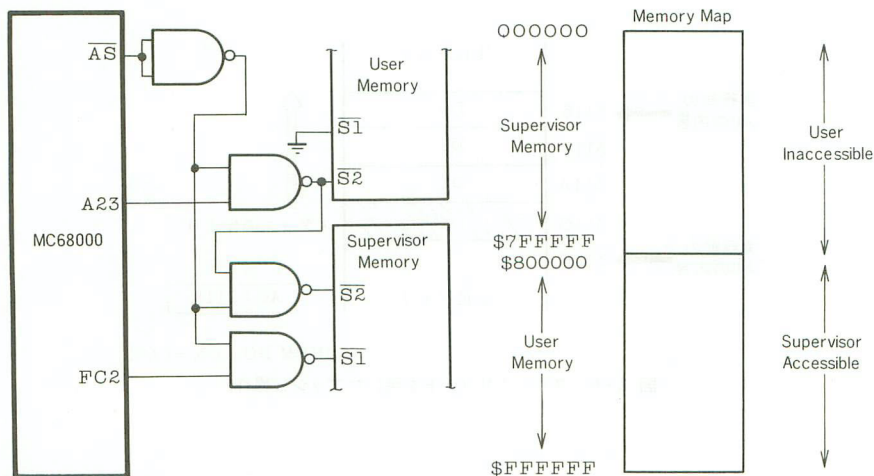 MC68000
AS
A23
FC2
User
Memory
S1
S2
Supervisor
Memory
S2
S1
000000
Supervisor
Memory
$7FFFFF
$800000
User
Memory
$FFFFFF
Memory Map
User
Inaccessible
Supervisor
Accessible